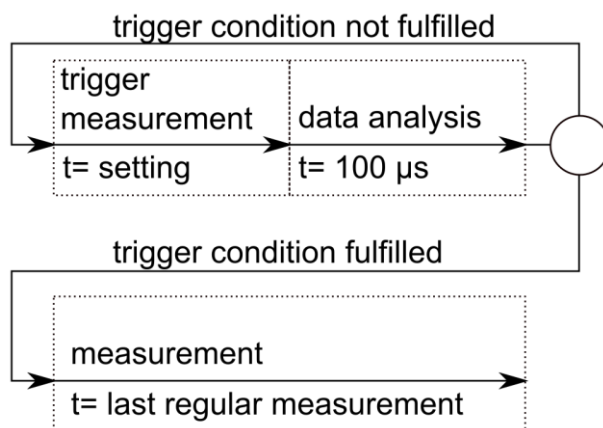 trigger condition not fulfilled
trigger
measurement
t= setting
data analysis
t= 100 µs
trigger condition fulfilled
measurement
t= last regular measurement